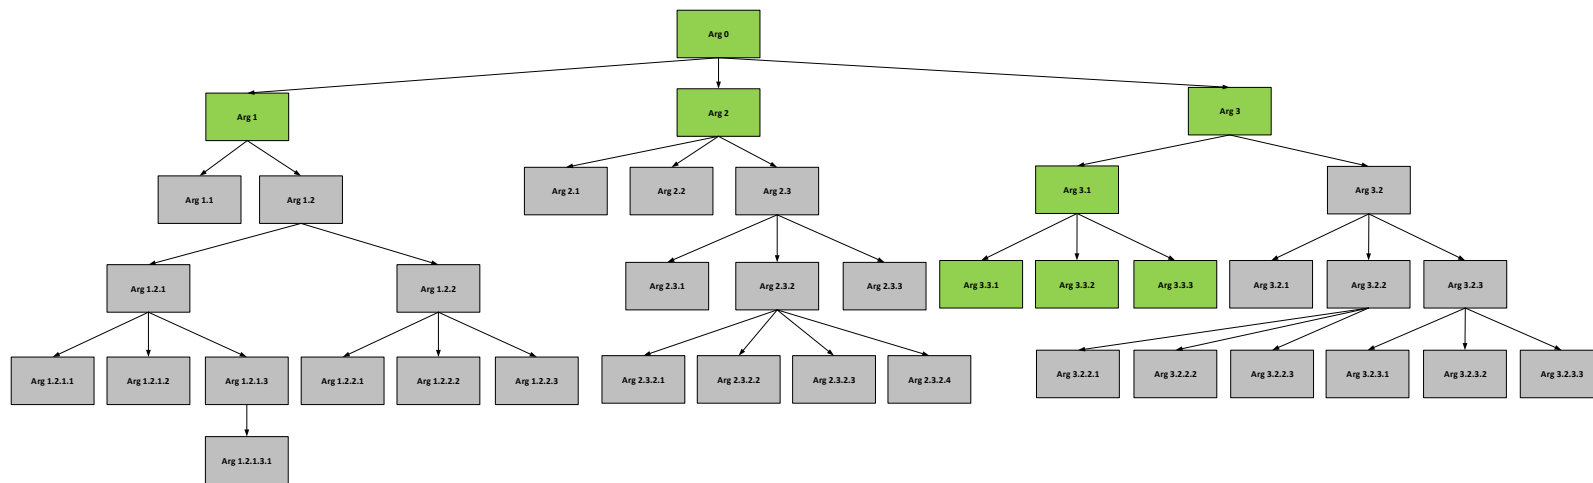 Arg 0
Arg 1
Arg 2
Arg 3
Arg 1.1
Arg 1.2
Arg 2.1
Arg 2.2
Arg 2.3
Arg 3.1
Arg 3.2
Arg 1.2.1
Arg 1.2.2
Arg 2.3.1
Arg 2.3.2
Arg 2.3.3
Arg 3.3.1
Arg 3.3.2
Arg 3.3.3
Arg 3.2.1
Arg 3.2.2
Arg 3.2.3
Arg 1.2.1.1
Arg 1.2.1.2
Arg 1.2.1.3
Arg 1.2.2.1
Arg 1.2.2.2
Arg 1.2.2.3
Arg 2.3.2.1
Arg 2.3.2.2
Arg 2.3.2.3
Arg 2.3.2.4
Arg 3.2.2.1
Arg 3.2.2.2
Arg 3.2.2.3
Arg 3.2.3.1
Arg 3.2.3.2
Arg 3.2.3.3
Arg 1.2.1.3.1